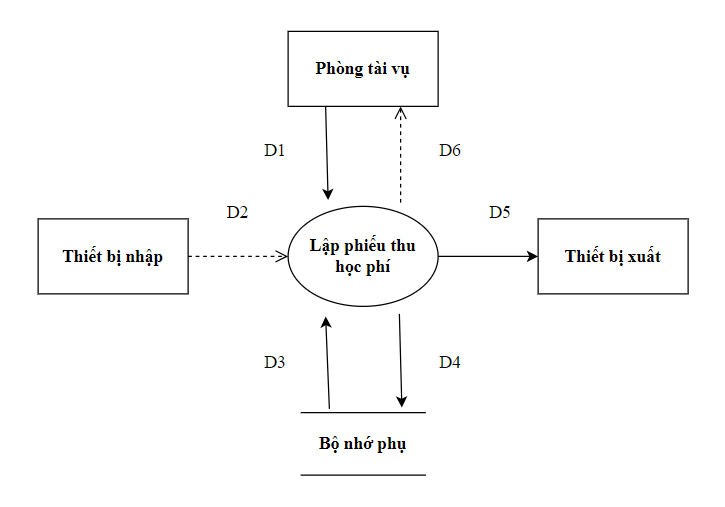 Phòng tài vụ
D1
D6
D2
D5
Thiết bị nhập
Lập phiếu thu
học phí
Thiết bị xuất
D3
D4
Bộ nhớ phụ